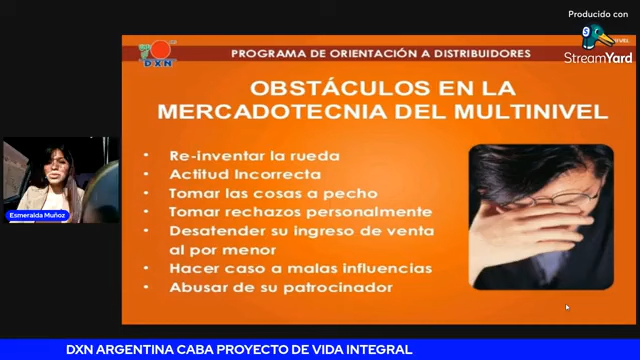 Producido con
StreamYard
DXN
PROGRAMA DE ORIENTACIÓN A DISTRIBUIDORES
OBSTÁCULOS EN LA
MERCADOTECNIA DEL MULTINIVEL
• Re-inventar la rueda
• Actitud Incorrecta
• Tomar las cosas a pecho
• Tomar rechazos personalmente
• Desatender su ingreso de venta
al por menor
• Hacer caso a malas influencias
• Abusar de su patrocinador
Esmeralda Muñoz
DXN ARGENTINA CABA PROYECTO DE VIDA INTEGRAL